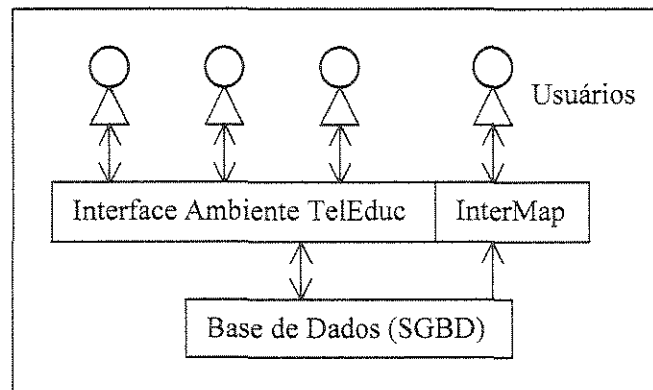 Usuários
Interface Ambiente TelEduc
InterMap
Base de Dados (SGBD)